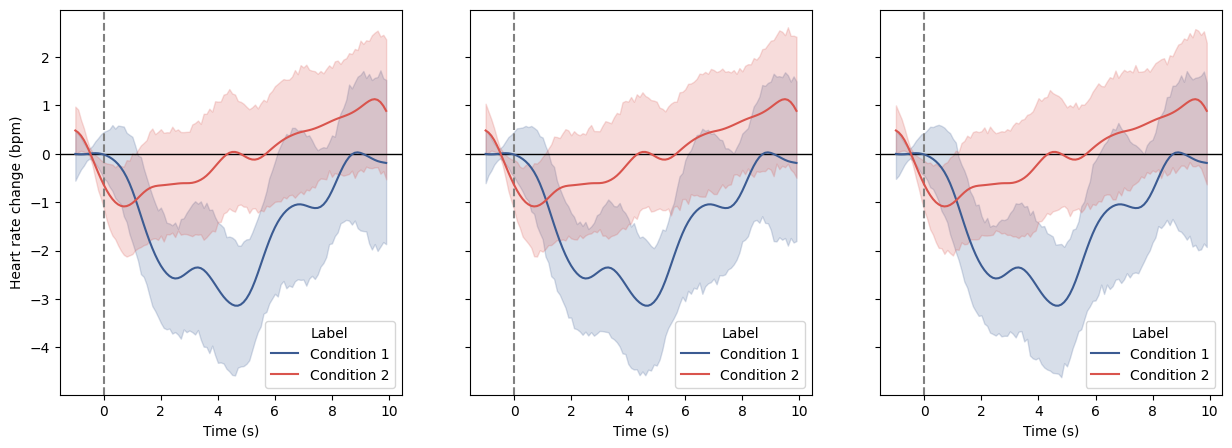 Heart rate change (bpm)
2
1
0
−1
−2
−3
−4
0 2 4 6 8 10
Time (s)
Label
Condition 1
Condition 2
0 2 4 6 8 10
Time (s)
Label
Condition 1
Condition 2
0 2 4 6 8 10
Time (s)
Label
Condition 1
Condition 2